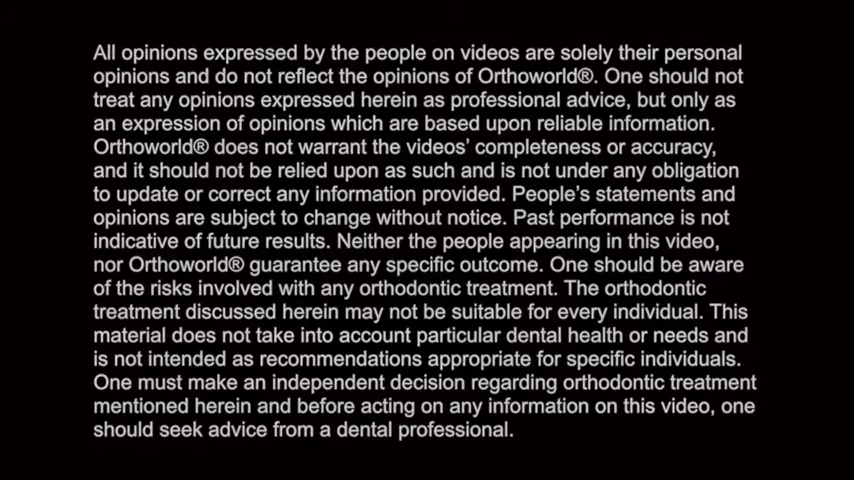 All opinions expressed by the people on videos are solely their personal
opinions and do not reflect the opinions of Orthoworld®. One should not
treat any opinions expressed herein as professional advice, but only as
an expression of opinions which are based upon reliable information.
Orthoworld® does not warrant the videos’ completeness or accuracy,
and it should not be relied upon as such and is not under any obligation
to update or correct any information provided. People’s statements and
opinions are subject to change without notice. Past performance is not
indicative of future results. Neither the people appearing in this video,
nor Orthoworld® guarantee any specific outcome. One should be aware
of the risks involved with any orthodontic treatment. The orthodontic
treatment discussed herein may not be suitable for every individual. This
material does not take into account particular dental health or needs and
is not intended as recommendations appropriate for specific individuals.
One must make an independent decision regarding orthodontic treatment
mentioned herein and before acting on any information on this video, one
should seek advice from a dental professional.